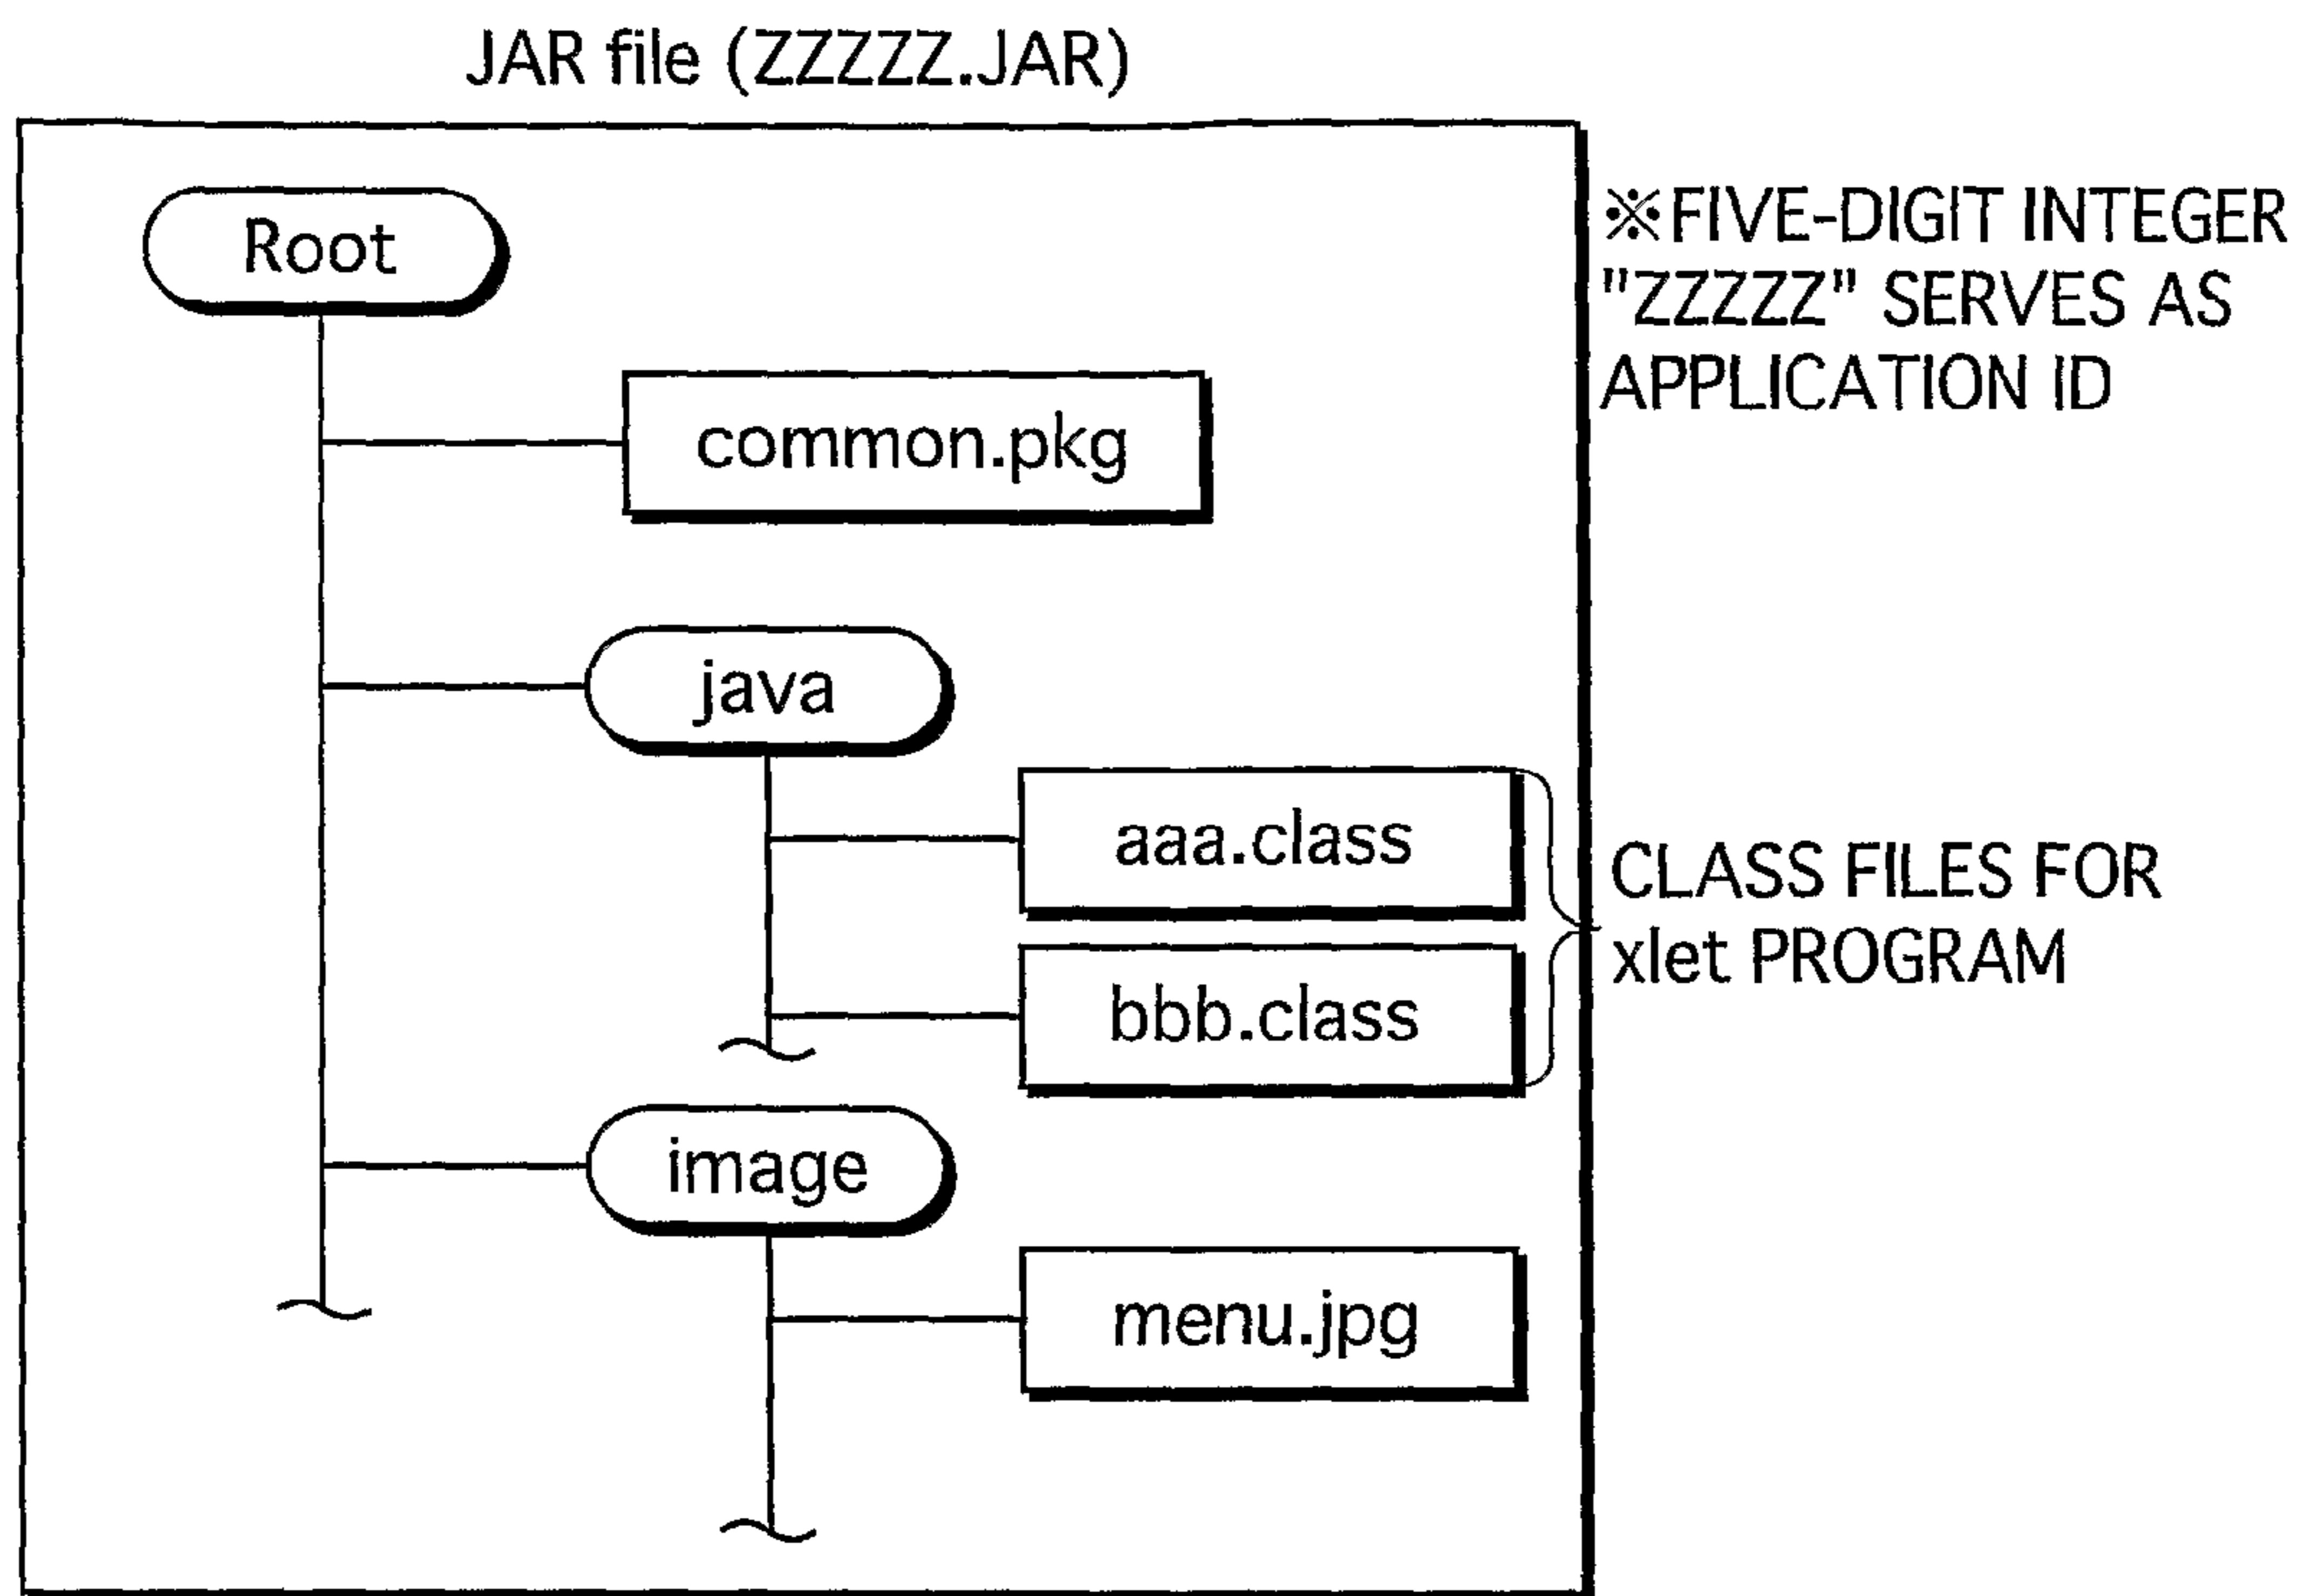 JAR file (ZZZZZ.JAR)
Root
※FIVE-DIGIT INTEGER
"ZZZZZ" SERVES AS
APPLICATION ID
common.pkg
java
aaa.class
CLASS FILES FOR
xlet PROGRAM
bbb.class
image
menu.jpg